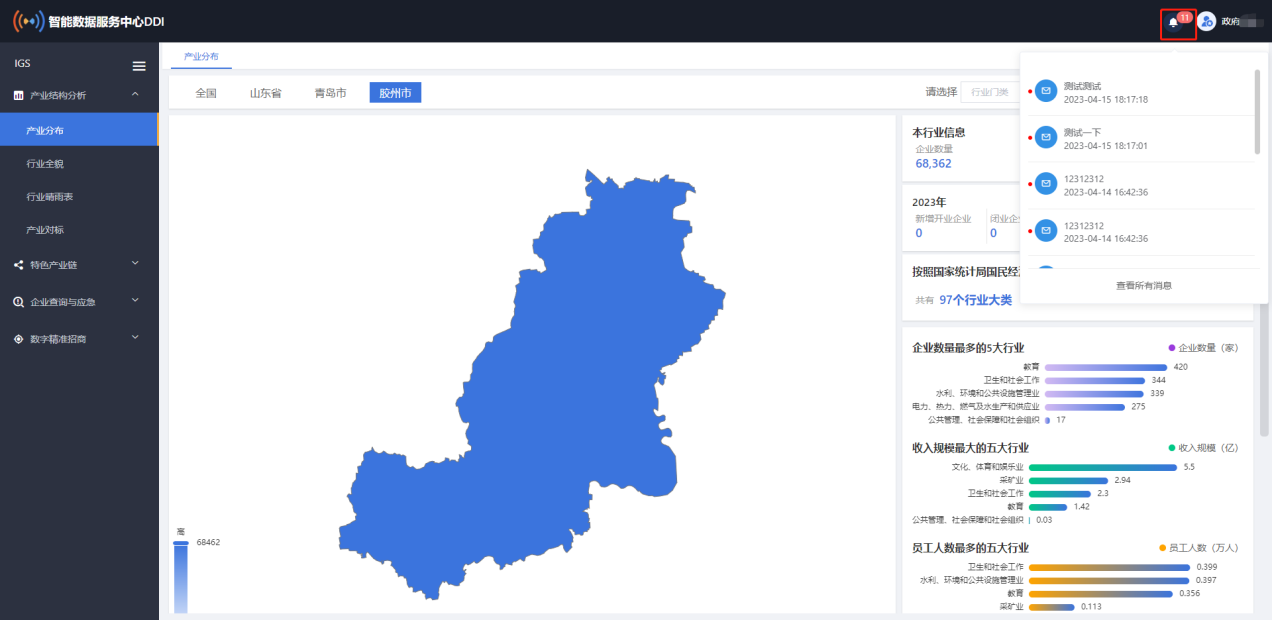 智能数据服务中心DDI
11
政府
IGS
产业结构分析
产业分布
行业全貌
行业晴雨表
产业对标
特色产业链
企业查询与应急
数字精准招商
产业分布
全国 山东省 青岛市 胶州市
请选择 行业门类
高
68462
本行业信息
企业数量
68,362
2023年
新增开业企业 闭业企
0 0
按照国家统计局国民经
共有 97个行业大类
测试测试
2023-04-15 18:17:18
测试一下
2023-04-15 18:17:01
12312312
2023-04-14 16:42:36
12312312
2023-04-14 16:42:36
查看所有消息
企业数量最多的5大行业 企业数量（家）
教育 420
卫生和社会工作 344
水利、环境和公共设施管理业 339
电力、热力、燃气及水生产和供应业 275
公共管理、社会保障和社会组织 17
收入规模最大的五大行业 收入规模（亿）
文化、体育和娱乐业 5.5
采矿业 2.94
卫生和社会工作 2.3
教育 1.42
公共管理、社会保障和社会组织 0.03
员工人数最多的五大行业 员工人数（万人）
卫生和社会工作 0.399
水利、环境和公共设施管理业 0.397
教育 0.356
采矿业 0.113